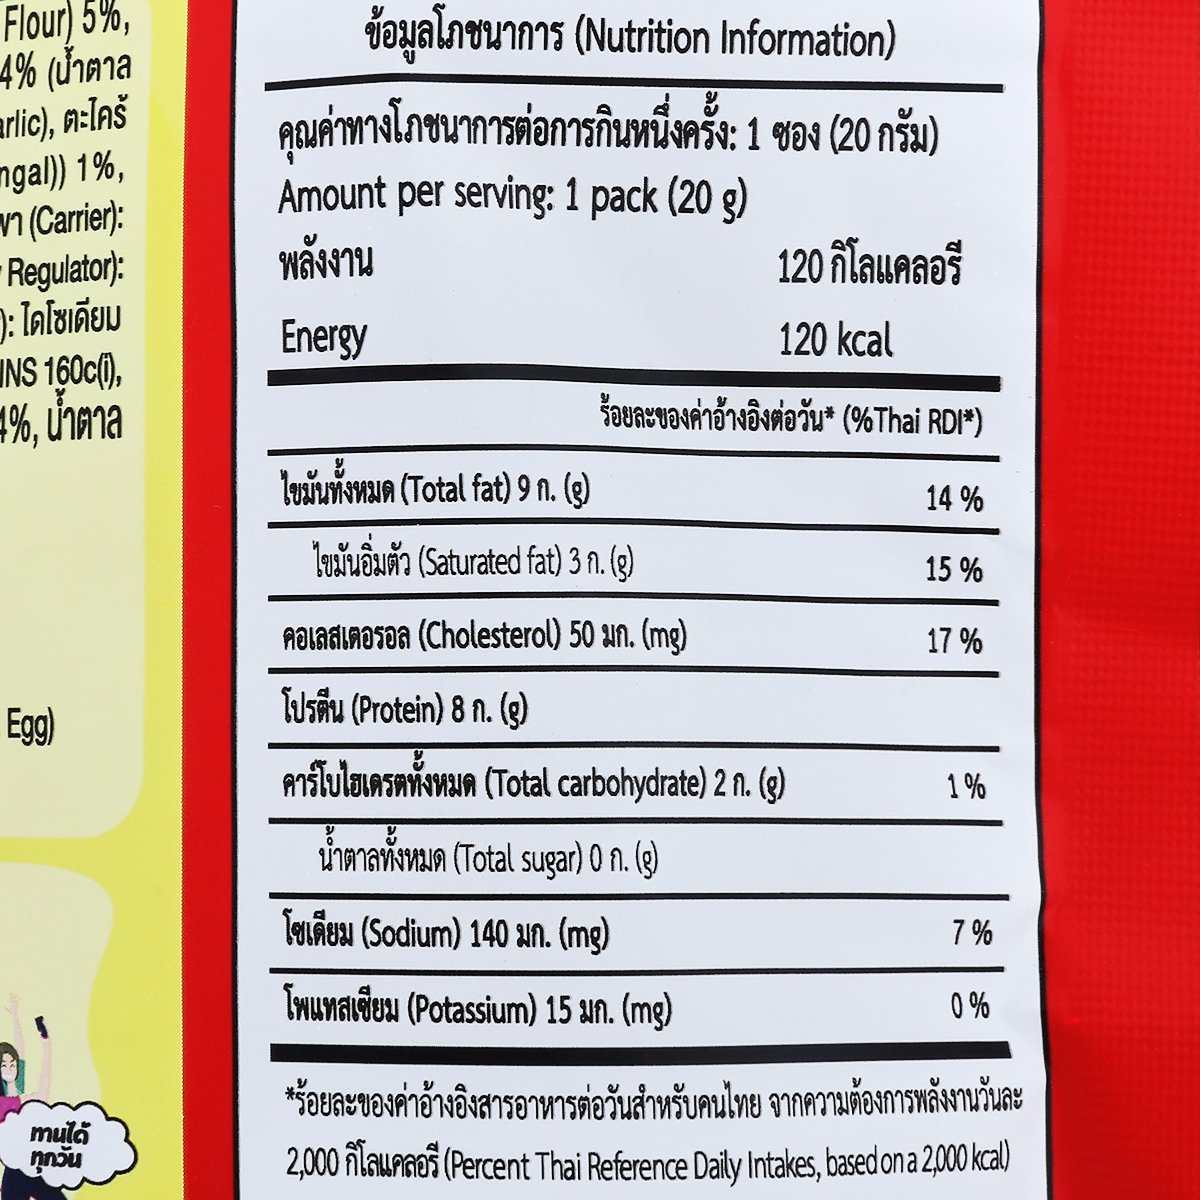 Flour) 5%,
4% (น้ำตาล
arlic), ตะไคร้
ngal)) 1%,
พา (Carrier):
Regulator):
): ไดโซเดียม
INS 160c(i),
4%, น้ำตาล
Egg)
ทานได้
ทุกวัน
ข้อมูลโภชนาการ (Nutrition Information)
คุณค่าทางโภชนาการต่อการกินหนึ่งครั้ง: 1 ซอง (20 กรัม)
Amount per serving: 1 pack (20 g)
พลังงาน 120 กิโลแคลอรี
Energy 120 kcal
ร้อยละของค่าอ้างอิงต่อวัน* (%Thai RDI*)
ไขมันทั้งหมด (Total fat) 9 ก. (g) 14 %
ไขมันอิ่มตัว (Saturated fat) 3 ก. (g) 15 %
คอเลสเตอรอล (Cholesterol) 50 มก. (mg) 17 %
โปรตีน (Protein) 8 ก. (g)
คาร์โบไฮเดรตทั้งหมด (Total carbohydrate) 2 ก. (g) 1 %
น้ำตาลทั้งหมด (Total sugar) 0 ก. (g)
โซเดียม (Sodium) 140 มก. (mg) 7 %
โพแทสเซียม (Potassium) 15 มก. (mg) 0 %
*ร้อยละของค่าอ้างอิงสารอาหารต่อวันสำหรับคนไทย จากความต้องการพลังงานวันละ
2,000 กิโลแคลอรี (Percent Thai Reference Daily Intakes, based on a 2,000 kcal)